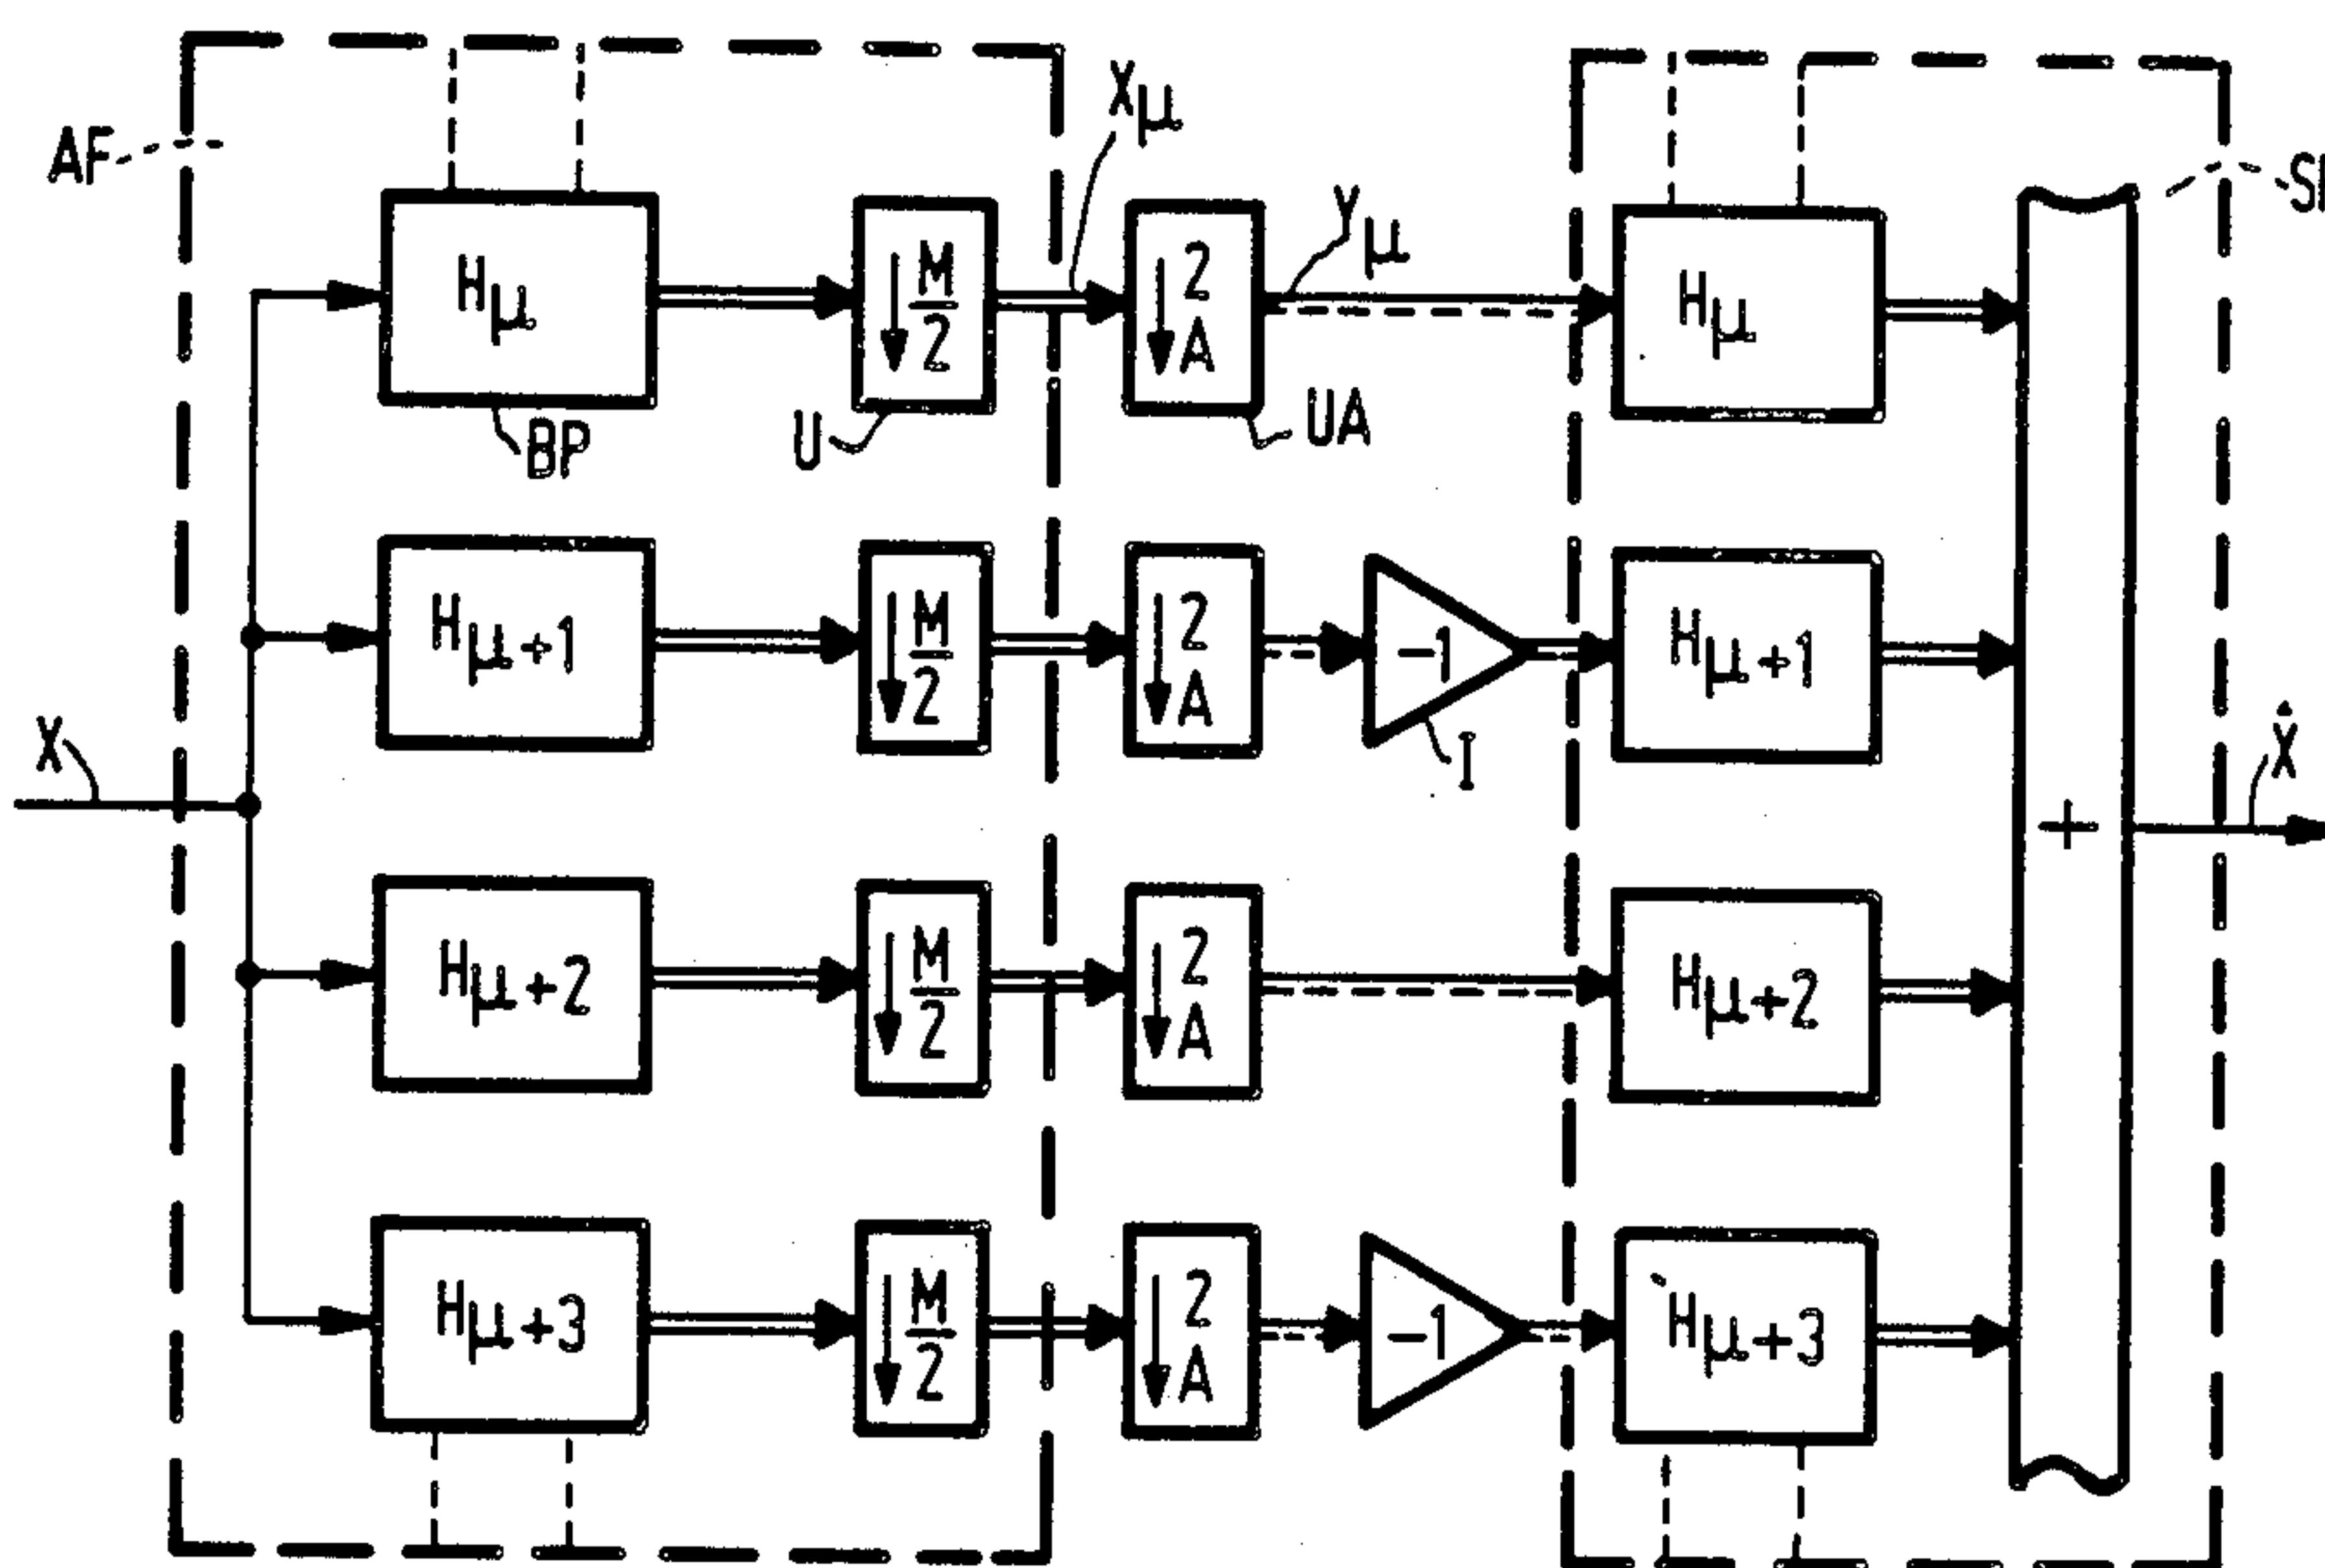 AF
Xμ
Yμ
Hμ
↓ M/2
↓ 2 A
Hμ
BP
U
UA
Hμ+1
↓ M/2
↓ 2 A
-1
Hμ+1
I
X
X̂
+
Hμ+2
↓ M/2
↓ 2 A
Hμ+2
Hμ+3
↓ M/2
↓ 2 A
-1
Hμ+3